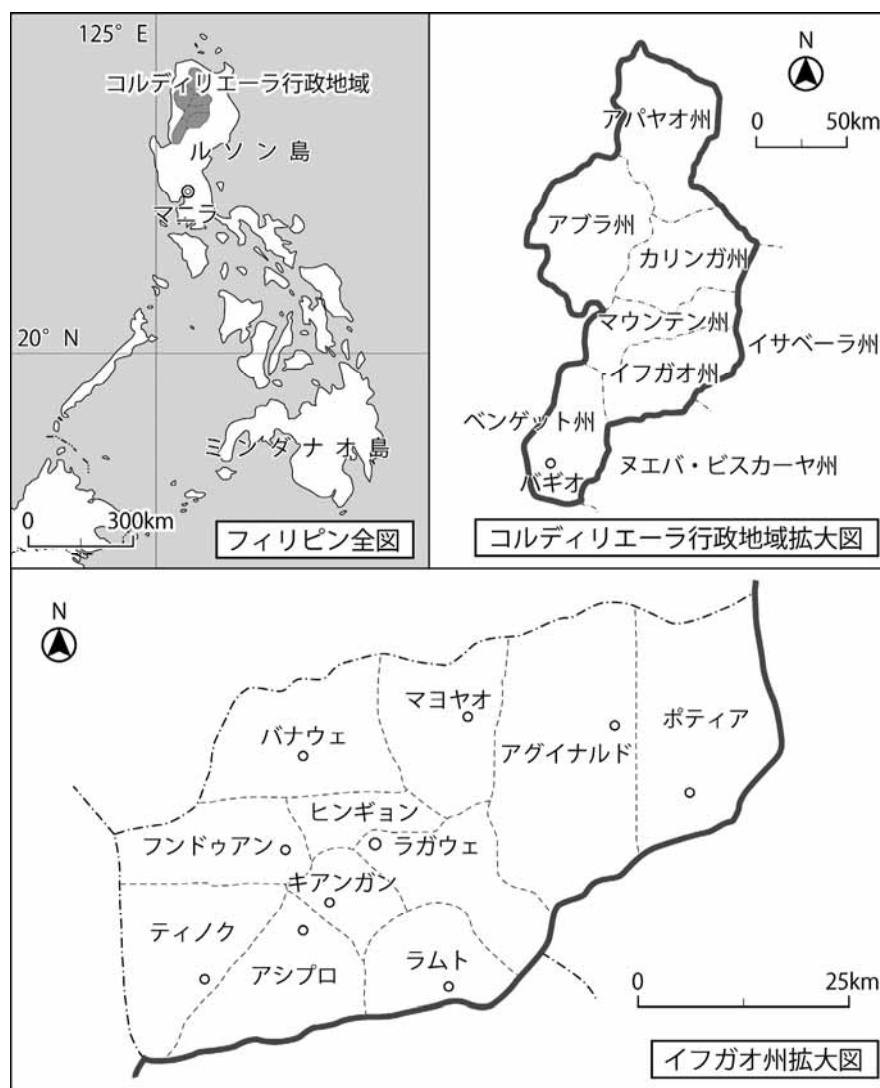 125° E
コルディリエーラ行政地域
ルソン島
マニラ
20° N
ミンダナオ島
0 300km
フィリピン全図
N
0 50km
アパヤオ州
アブラ州
カリンガ州
マウンテン州
イサベーラ州
イフガオ州
ベンゲット州
バギオ
ヌエバ・ビスカーヤ州
コルディリエーラ行政地域拡大図
N
マヨヤオ
ポティア
バナウェ
アグイナルド
ヒンギョン
フンドゥアン
ラガウェ
キアンガン
ティノク
アシプロ
ラムト
0 25km
イフガオ州拡大図